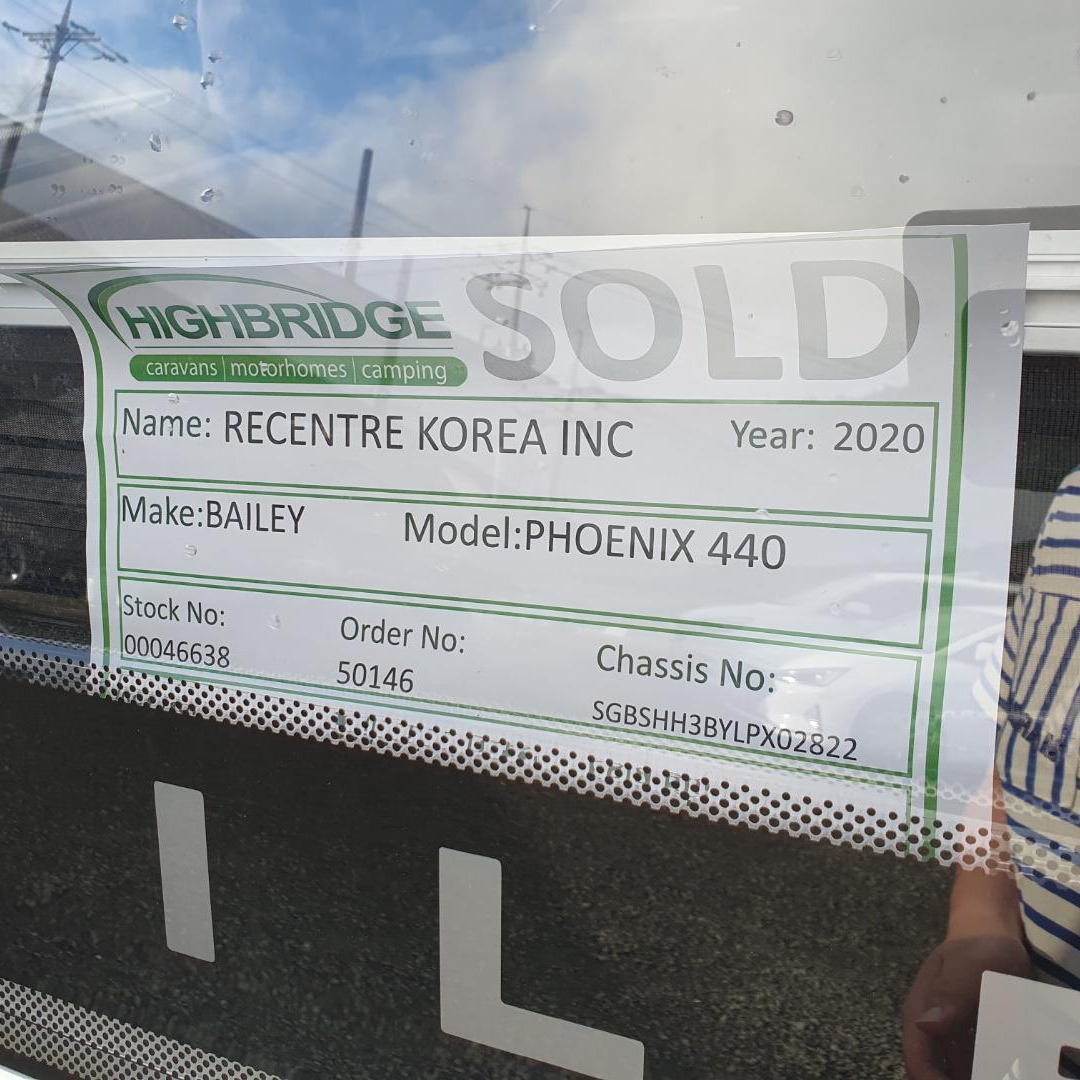 HIGHBRIDGE
caravans | motorhomes | camping
SOLD
Name: RECENTRE KOREA INC Year: 2020
Make:BAILEY Model:PHOENIX 440
Stock No: Order No: Chassis No:
00046638 50146 SGBSHH3BYLPX02822
I L